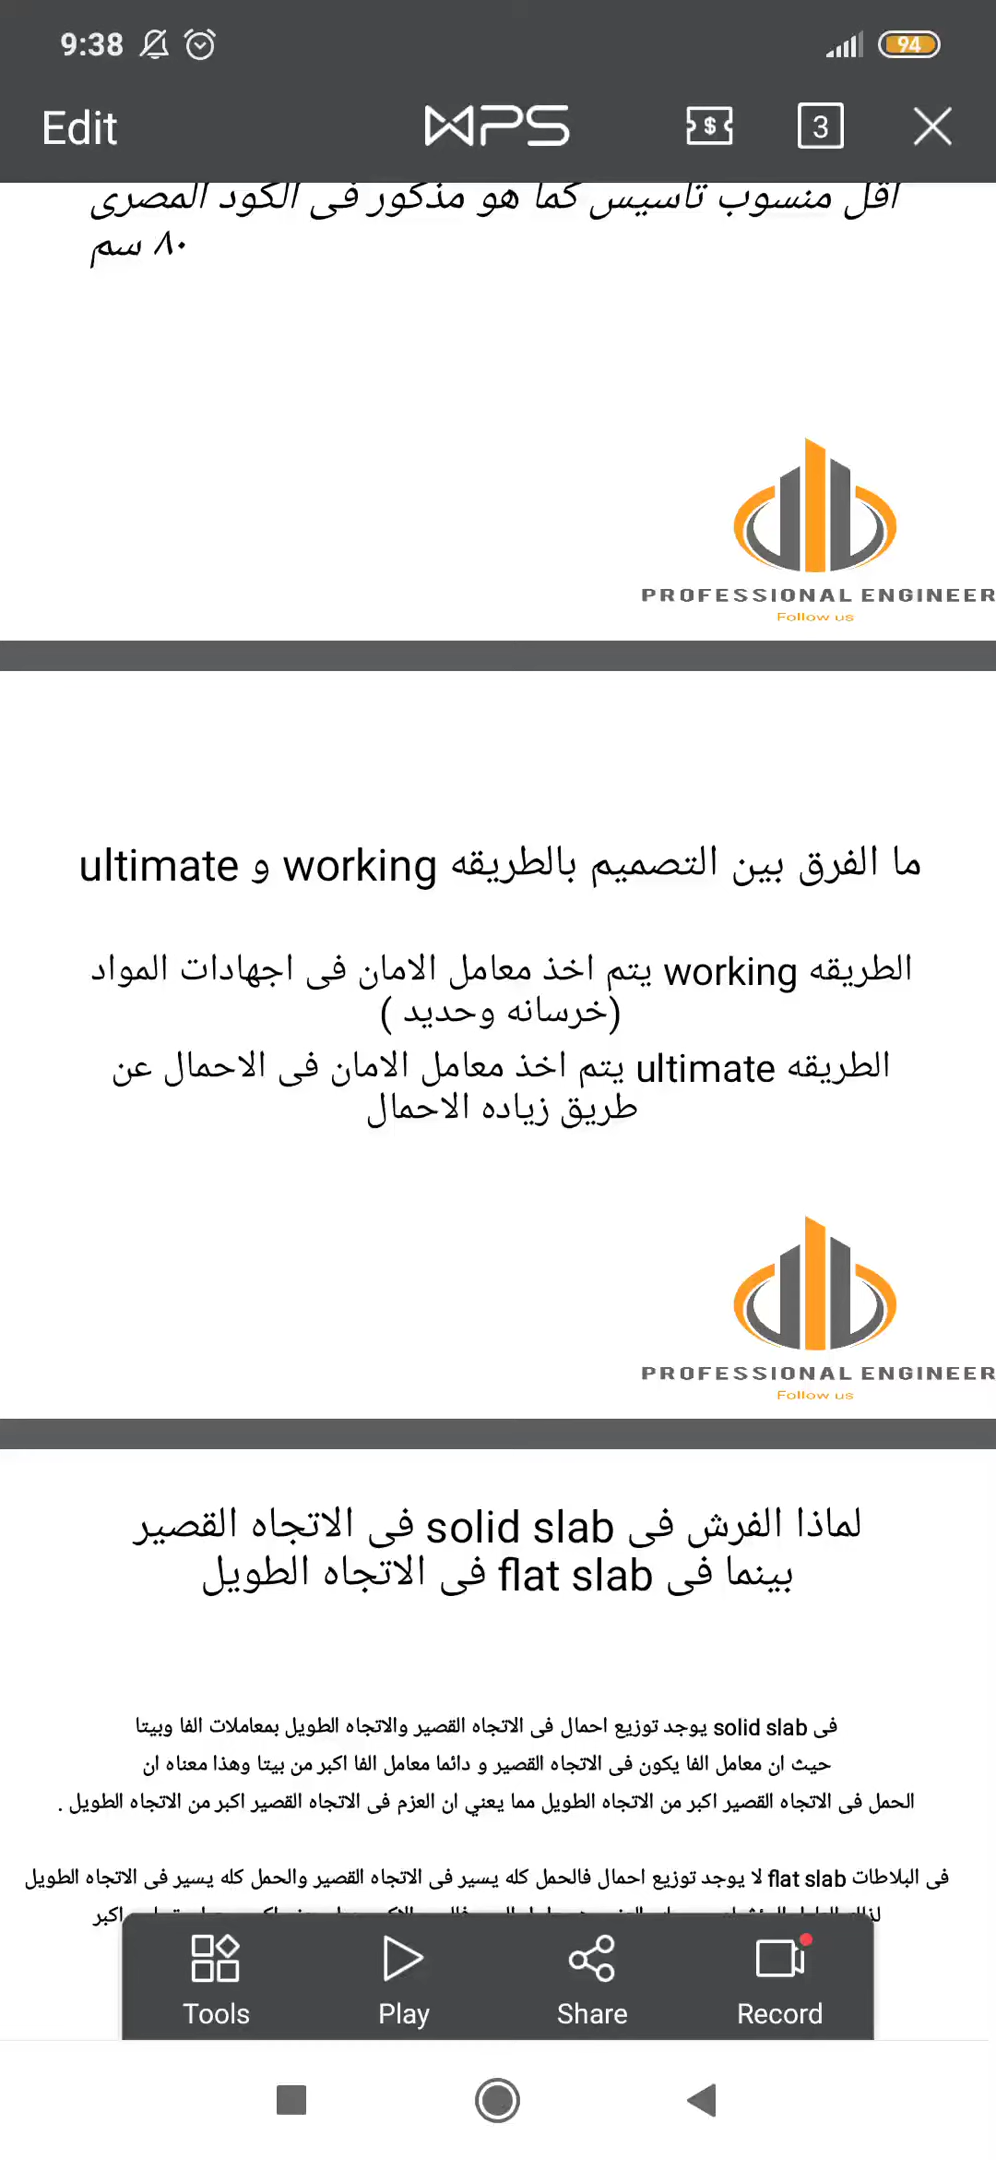 9:38
94
Edit
WPS
3
اقل منسوب تاسيس كما هو مذكور فى الكود المصرى
٨٠ سم
PROFESSIONAL ENGINEER
Follow us
ما الفرق بين التصميم بالطريقه working و ultimate
الطريقه working يتم اخذ معامل الامان فى اجهادات المواد
(خرسانه وحديد )
الطريقه ultimate يتم اخذ معامل الامان فى الاحمال عن
طريق زياده الاحمال
PROFESSIONAL ENGINEER
Follow us
لماذا الفرش فى solid slab فى الاتجاه القصير
بينما فى flat slab فى الاتجاه الطويل
فى solid slab يوجد توزيع احمال فى الاتجاه القصير والاتجاه الطويل بمعاملات الفا وبيتا
حيث ان معامل الفا يكون فى الاتجاه القصير و دائما معامل الفا اكبر من بيتا وهذا معناه ان
الحمل فى الاتجاه القصير اكبر من الاتجاه الطويل مما يعني ان العزم فى الاتجاه القصير اكبر من الاتجاه الطويل .
فى البلاطات flat slab لا يوجد توزيع احمال فالحمل كله يسير فى الاتجاه القصير والحمل كله يسير فى الاتجاه الطويل
اكبر
Tools
Play
Share
Record